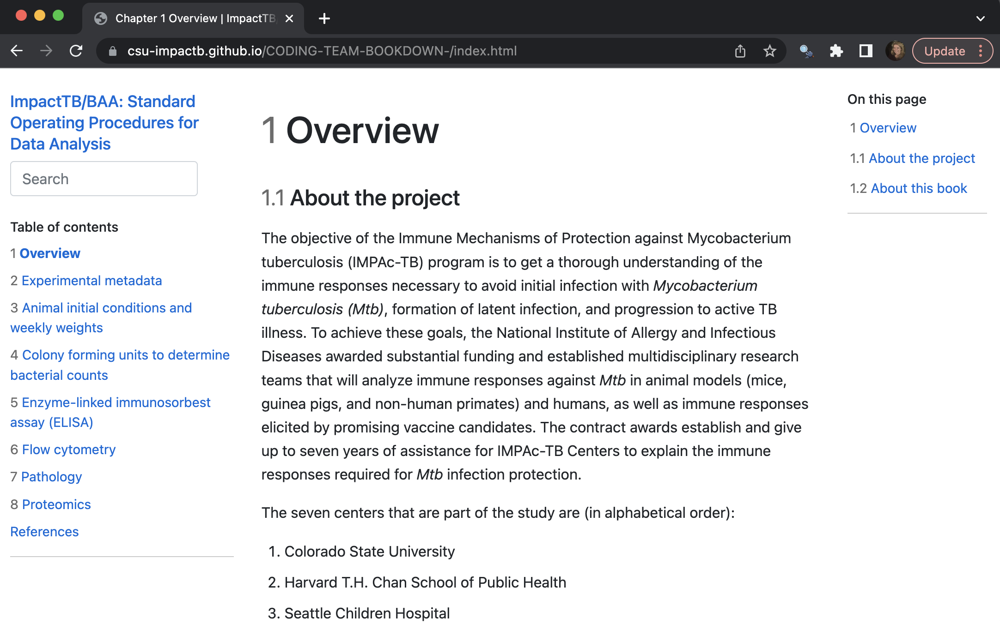 Chapter 1 Overview | ImpactTB/
csu-impactb.github.io/CODING-TEAM-BOOKDOWN-/index.html
Update
ImpactTB/BAA: Standard
Operating Procedures for
Data Analysis
Search
Table of contents
1 Overview
2 Experimental metadata
3 Animal initial conditions and
weekly weights
4 Colony forming units to determine
bacterial counts
5 Enzyme-linked immunosorbest
assay (ELISA)
6 Flow cytometry
7 Pathology
8 Proteomics
References
1 Overview
1.1 About the project
The objective of the Immune Mechanisms of Protection against Mycobacterium
tuberculosis (IMPAc-TB) program is to get a thorough understanding of the
immune responses necessary to avoid initial infection with Mycobacterium
tuberculosis (Mtb), formation of latent infection, and progression to active TB
illness. To achieve these goals, the National Institute of Allergy and Infectious
Diseases awarded substantial funding and established multidisciplinary research
teams that will analyze immune responses against Mtb in animal models (mice,
guinea pigs, and non-human primates) and humans, as well as immune responses
elicited by promising vaccine candidates. The contract awards establish and give
up to seven years of assistance for IMPAc-TB Centers to explain the immune
responses required for Mtb infection protection.
The seven centers that are part of the study are (in alphabetical order):
1. Colorado State University
2. Harvard T.H. Chan School of Public Health
3. Seattle Children Hospital
On this page
1 Overview
1.1 About the project
1.2 About this book